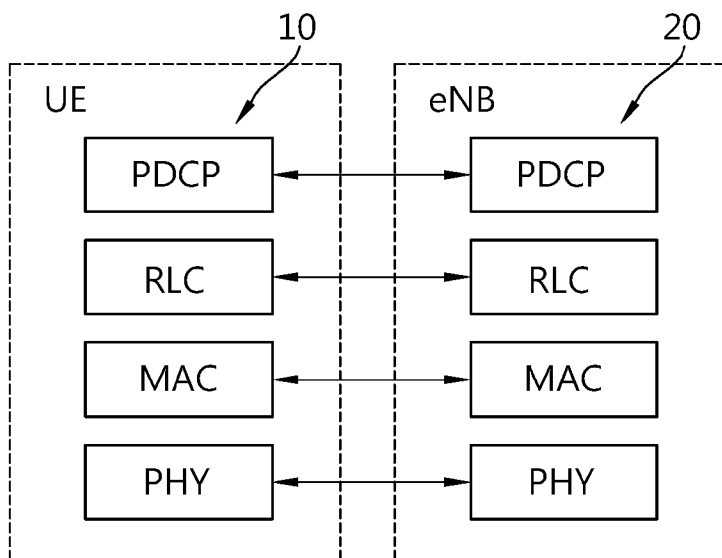 10 20
UE eNB
PDCP PDCP
RLC RLC
MAC MAC
PHY PHY